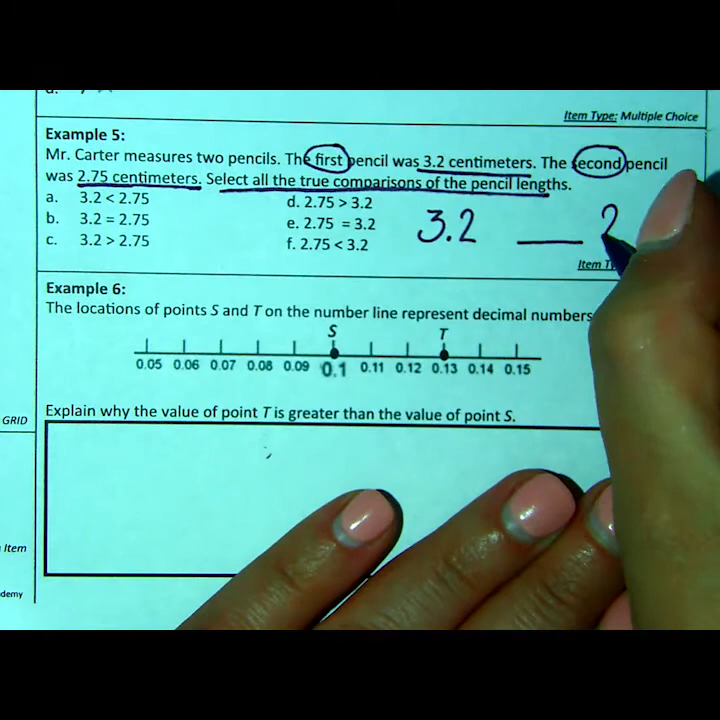 Item Type: Multiple Choice
Example 5:
Mr. Carter measures two pencils. The first pencil was 3.2 centimeters. The second pencil
was 2.75 centimeters. Select all the true comparisons of the pencil lengths.
a. 3.2 < 2.75
b. 3.2 = 2.75
c. 3.2 > 2.75
d. 2.75 > 3.2
e. 2.75 = 3.2
f. 2.75 < 3.2
3.2 ___ 2
Item
Example 6:
The locations of points S and T on the number line represent decimal numbers
S T
0.05 0.06 0.07 0.08 0.09 0.1 0.11 0.12 0.13 0.14 0.15
Explain why the value of point T is greater than the value of point S.
GRID
Item
demy